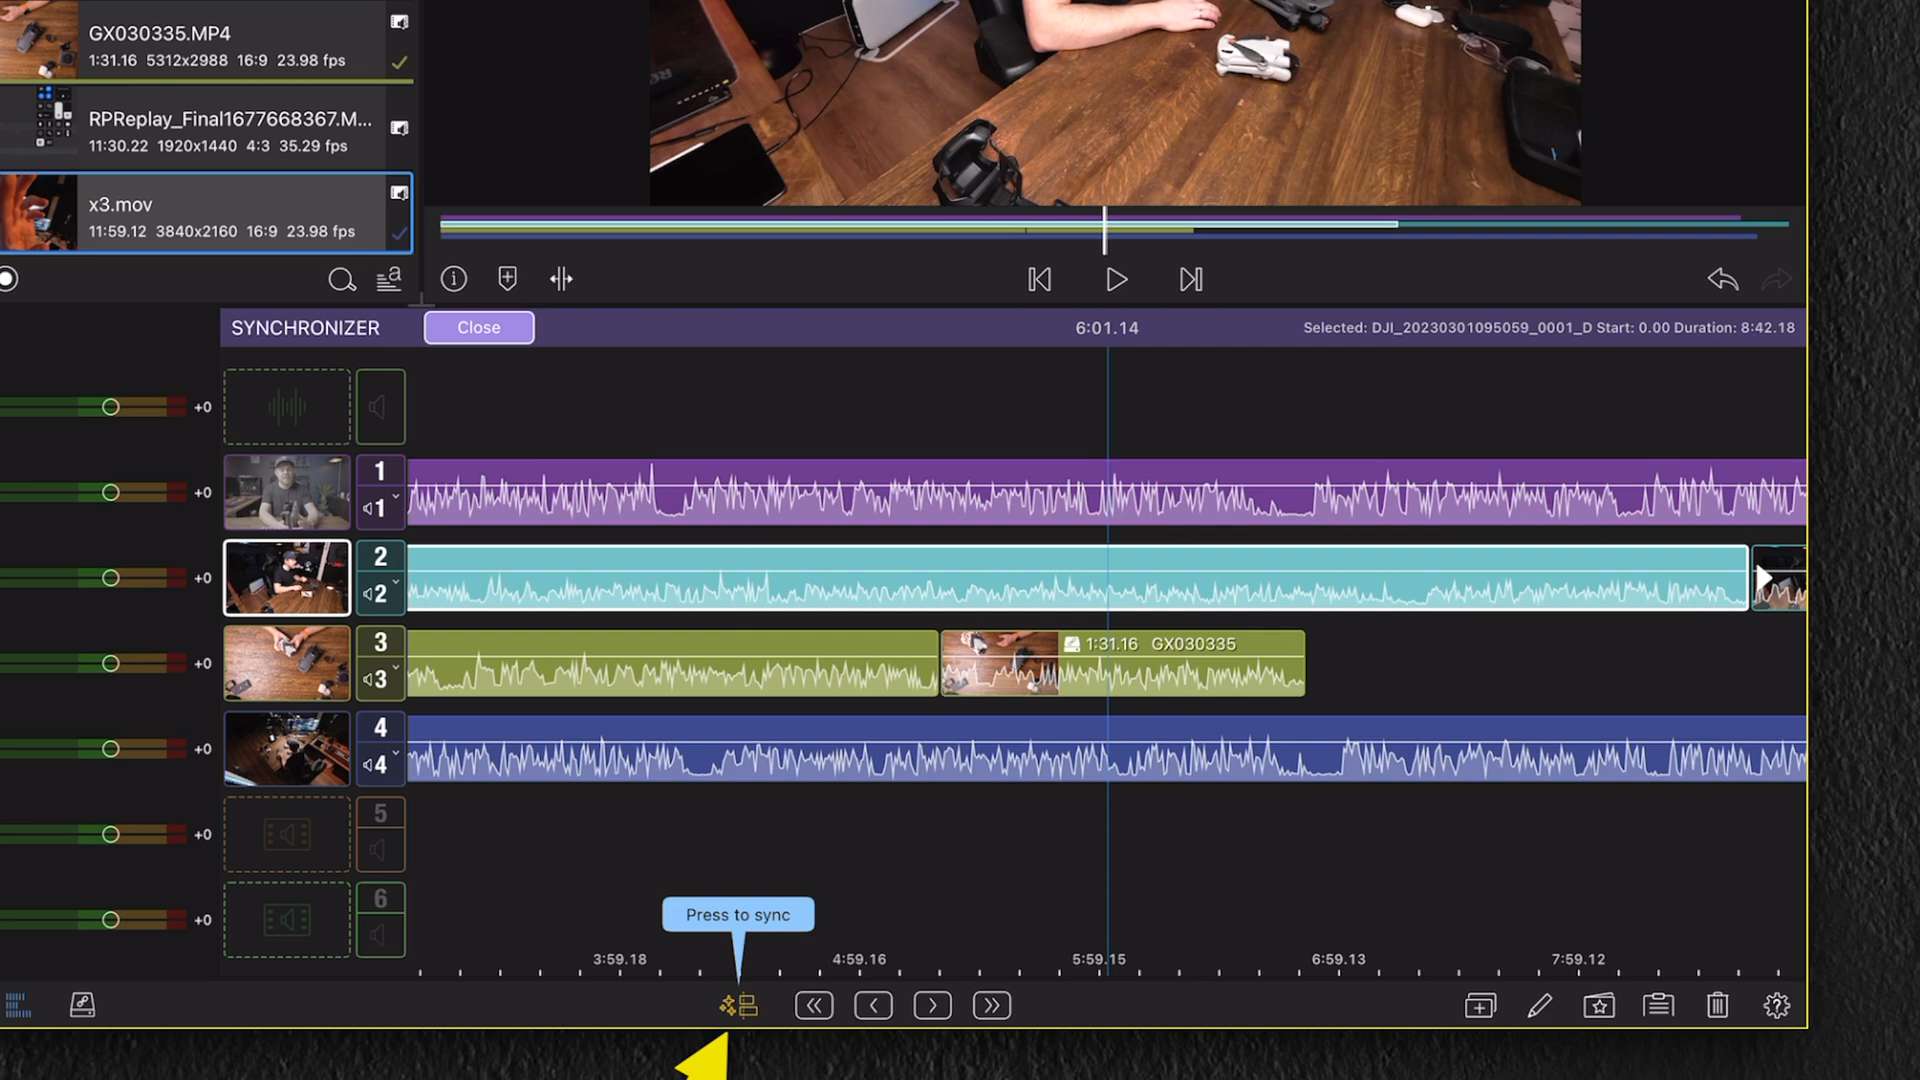 GX030335.MP4
1:31.16 5312x2988 16:9 23.98 fps
RPReplay_Final1677668367.M...
11:30.22 1920x1440 4:3 35.29 fps
x3.mov
11:59.12 3840x2160 16:9 23.98 fps
SYNCHRONIZER
Close
6:01.14
Selected: DJI_20230301095059_0001_D Start: 0.00 Duration: 8:42.18
+0
+0
1
1
+0
2
2
+0
3
3
1:31.16 GX030335
+0
4
4
+0
5
+0
6
Press to sync
3:59.18
4:59.16
5:59.15
6:59.13
7:59.12